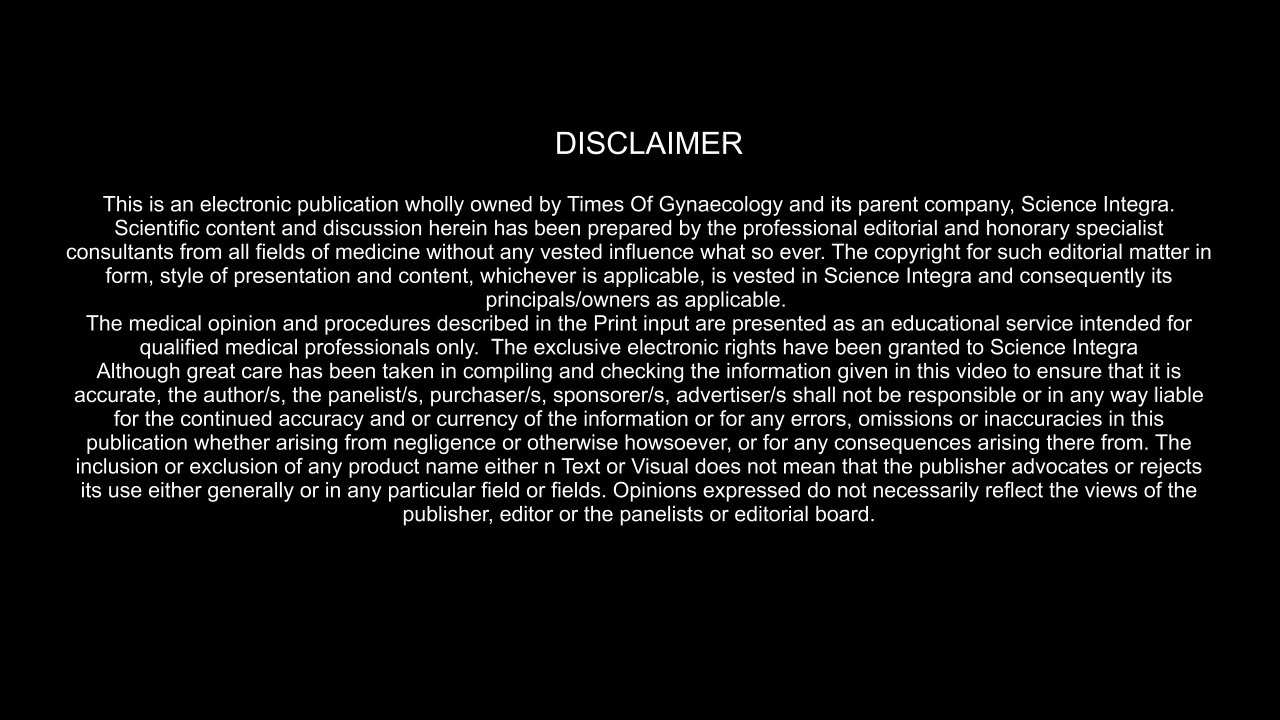 DISCLAIMER
This is an electronic publication wholly owned by Times Of Gynaecology and its parent company, Science Integra.
Scientific content and discussion herein has been prepared by the professional editorial and honorary specialist
consultants from all fields of medicine without any vested influence what so ever. The copyright for such editorial matter in
form, style of presentation and content, whichever is applicable, is vested in Science Integra and consequently its
principals/owners as applicable.
The medical opinion and procedures described in the Print input are presented as an educational service intended for
qualified medical professionals only.  The exclusive electronic rights have been granted to Science Integra
Although great care has been taken in compiling and checking the information given in this video to ensure that it is
accurate, the author/s, the panelist/s, purchaser/s, sponsorer/s, advertiser/s shall not be responsible or in any way liable
for the continued accuracy and or currency of the information or for any errors, omissions or inaccuracies in this
publication whether arising from negligence or otherwise howsoever, or for any consequences arising there from. The
inclusion or exclusion of any product name either n Text or Visual does not mean that the publisher advocates or rejects
its use either generally or in any particular field or fields. Opinions expressed do not necessarily reflect the views of the
publisher, editor or the panelists or editorial board.